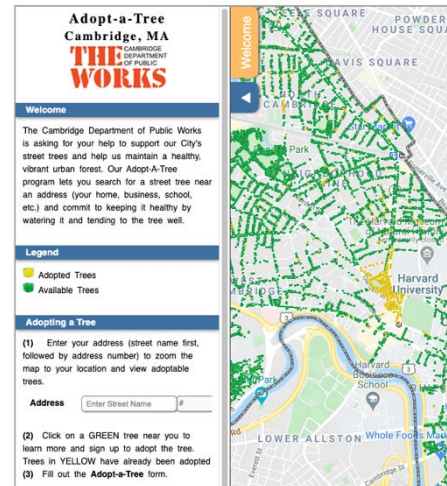 Adopt-a-Tree
Cambridge, MA
THE
CAMBRIDGE
DEPARTMENT
OF PUBLIC
WORKS
Welcome
The Cambridge Department of Public Works
is asking for your help to support our City's
street trees and help us maintain a healthy,
vibrant urban forest. Our Adopt-A-Tree
program lets you search for a street tree near
an address (your home, business, school,
etc.) and commit to keeping it healthy by
watering it and tending to the tree well.
Legend
Adopted Trees
Available Trees
Adopting a Tree
(1) Enter your address (street name first,
followed by address number) to zoom the
map to your location and view adoptable
trees.
Address Enter Street Name #
(2) Click on a GREEN tree near you to
learn more and sign up to adopt the tree.
Trees in YELLOW have already been adopted
(3) Fill out the Adopt-a-Tree form.
Welcome
SQUARE
POWDER
HOUSE SQUA
DAVIS SQUARE
NORTH
CAMBRIDGE
Harvard
University
3
Harvard
Business
School
3
LOWER ALLSTON
Whole Foods Ma
Everett St
Cambridge St
Rd